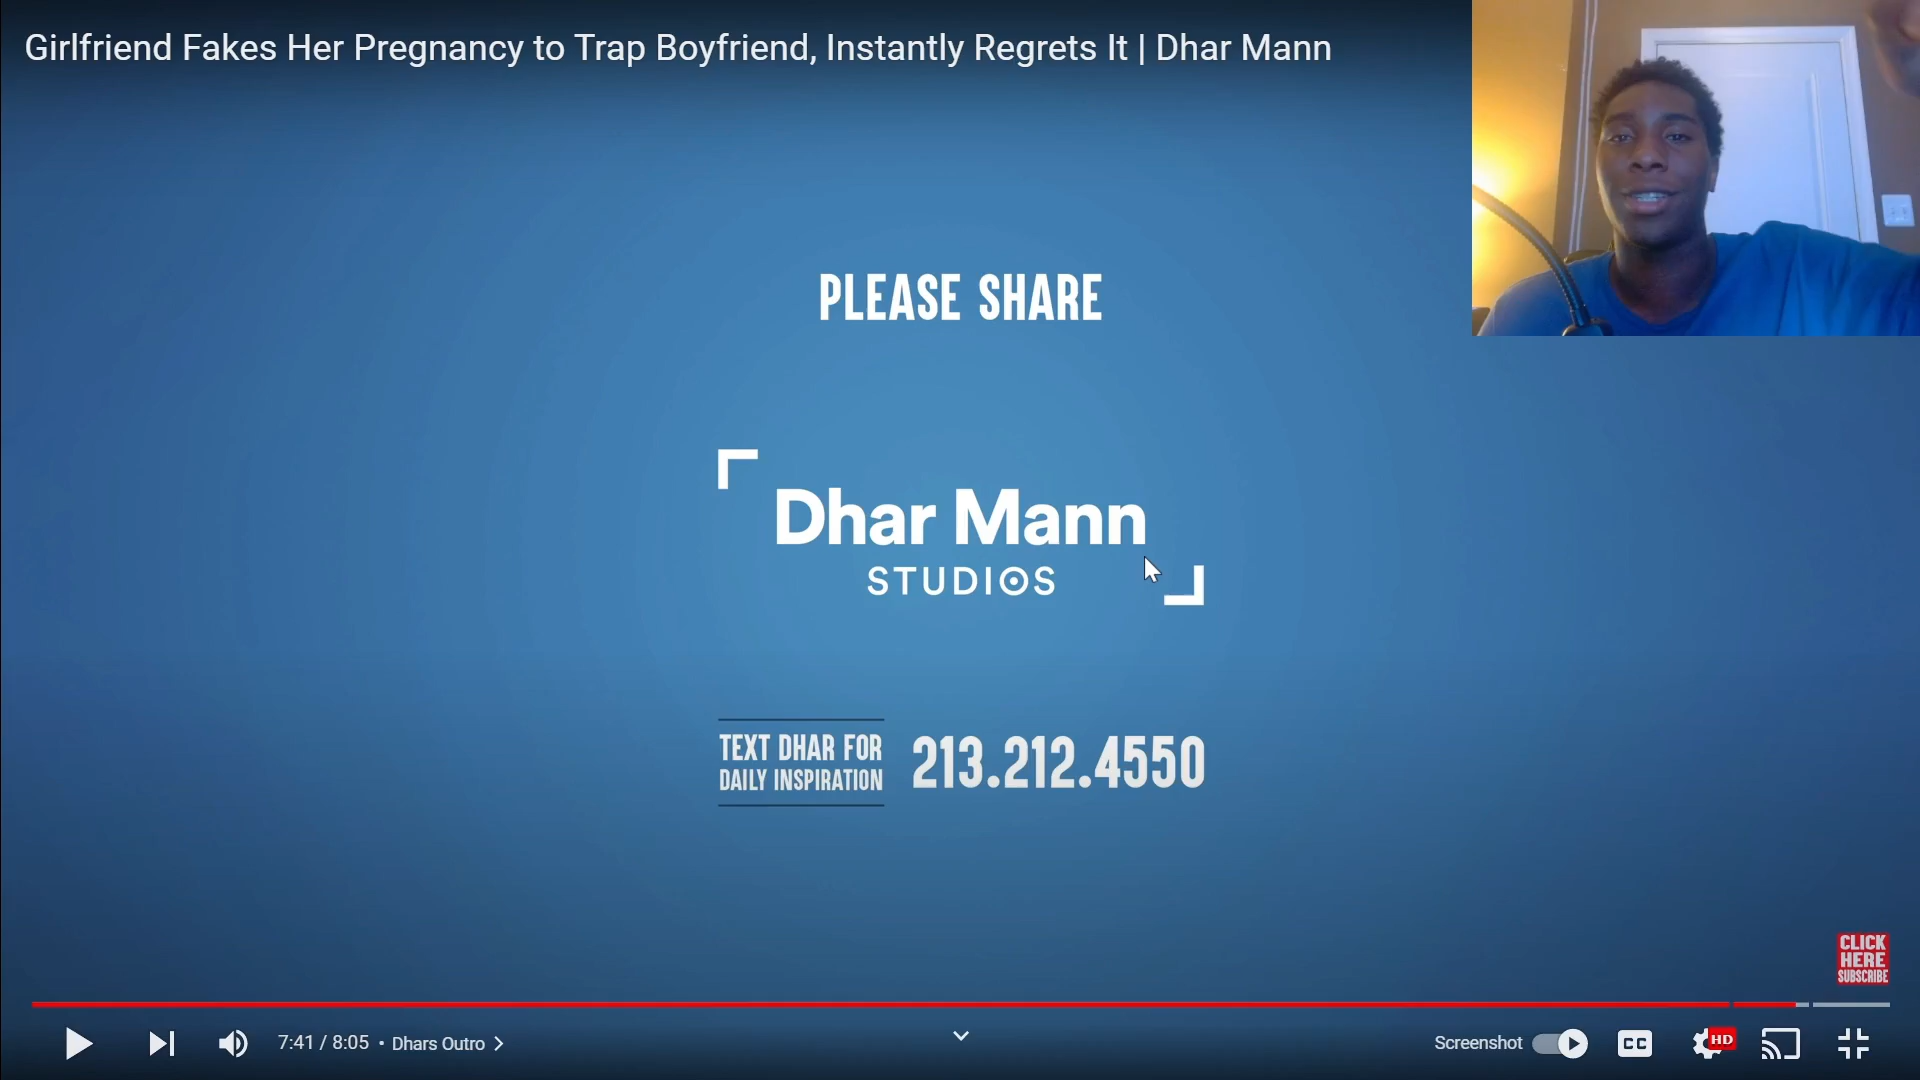 Girlfriend Fakes Her Pregnancy to Trap Boyfriend, Instantly Regrets It | Dhar Mann
PLEASE SHARE
Dhar Mann
STUDIOS
TEXT DHAR FOR
DAILY INSPIRATION
213.212.4550
CLICK
HERE
SUBSCRIBE
7:41 / 8:05 • Dhars Outro
Screenshot
CC
HD